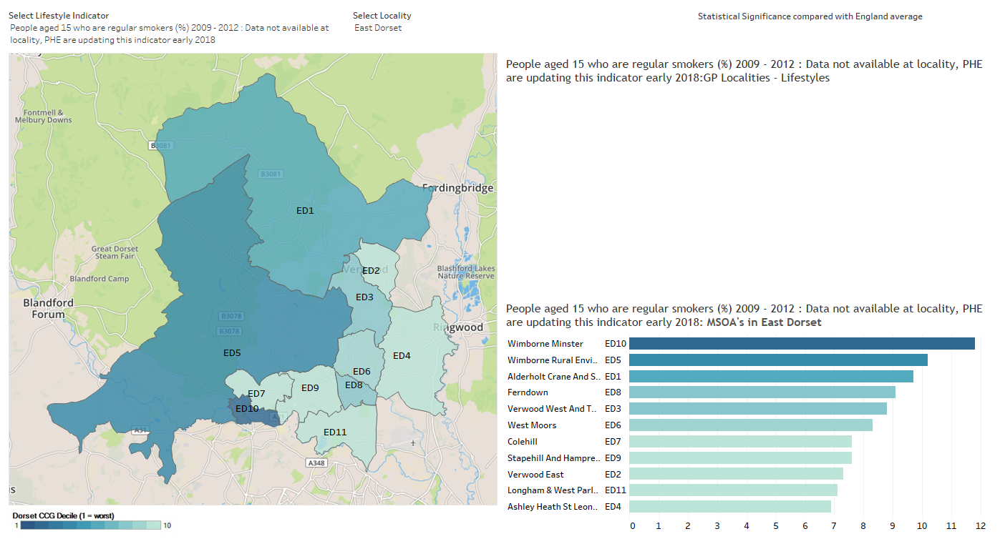 Select Lifestyle Indicator
People aged 15 who are regular smokers (%) 2009 - 2012 : Data not available at
locality, PHE are updating this indicator early 2018
Select Locality
East Dorset
Statistical Significance compared with England average
Fontmell &
Melbury Downs
B3081
B3081
Fordingbridge
ED1
Great Dorset
Steam Fair
Blandford Camp
ED2
Blashford Lakes
Nature Reserve
ED3
Blandford
Forum
B3078
B3078
Ringwood
ED5
ED4
ED6
ED8
ED9
ED7
ED10
A31
A31
ED11
A348
is
Dorset CCG Decile (1 = worst)
1
10
People aged 15 who are regular smokers (%) 2009 - 2012 : Data not available at locality, PHE
are updating this indicator early 2018:GP Localities - Lifestyles
People aged 15 who are regular smokers (%) 2009 - 2012 : Data not available at locality, PHE
are updating this indicator early 2018: MSOA's in East Dorset
Wimborne Minster ED10
Wimborne Rural Envi.. ED5
Alderholt Crane And S.. ED1
Ferndown ED8
Verwood West And T.. ED3
West Moors ED6
Colehill ED7
Stapehill And Hampre.. ED9
Verwood East ED2
Longham & West Parl.. ED11
Ashley Heath St Leon.. ED4
0 1 2 3 4 5 6 7 8 9 10 11 12